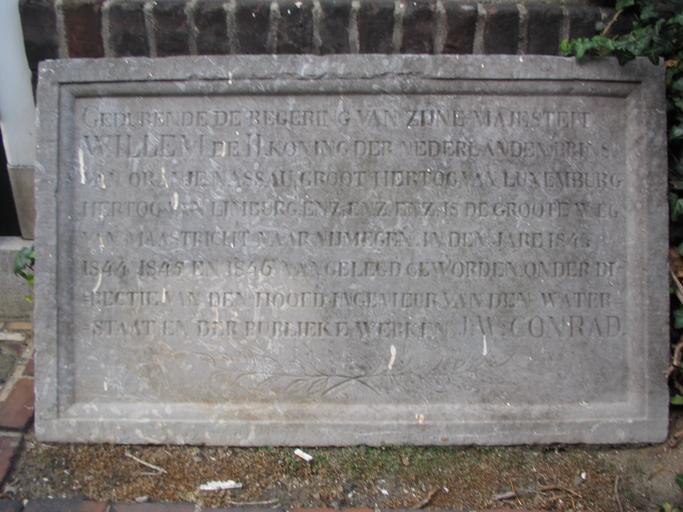 GEDURENDE DE REGERING VAN ZIJNE MAJESTEIT
WILLEM DE II. KONING DER NEDERLANDEN PRINS
VAN ORANJE NASSAU, GROOT HERTOG VAN LUXEMBURG
HERTOG VAN LIMBURG, ENZ. ENZ. ENZ. IS DE GROOTE WEG
VAN MAASTRICHT NAAR NIJMEGEN. IN DEN JARE 1843
1844 1845 EN 1846 AANGELEGD GEWORDEN, ONDER DI=
=RECTIE VAN DEN HOOFD-INGENIEUR VAN DEN WATER=
=STAAT EN DER PUBLIEKE WERKEN J.W. CONRAD.